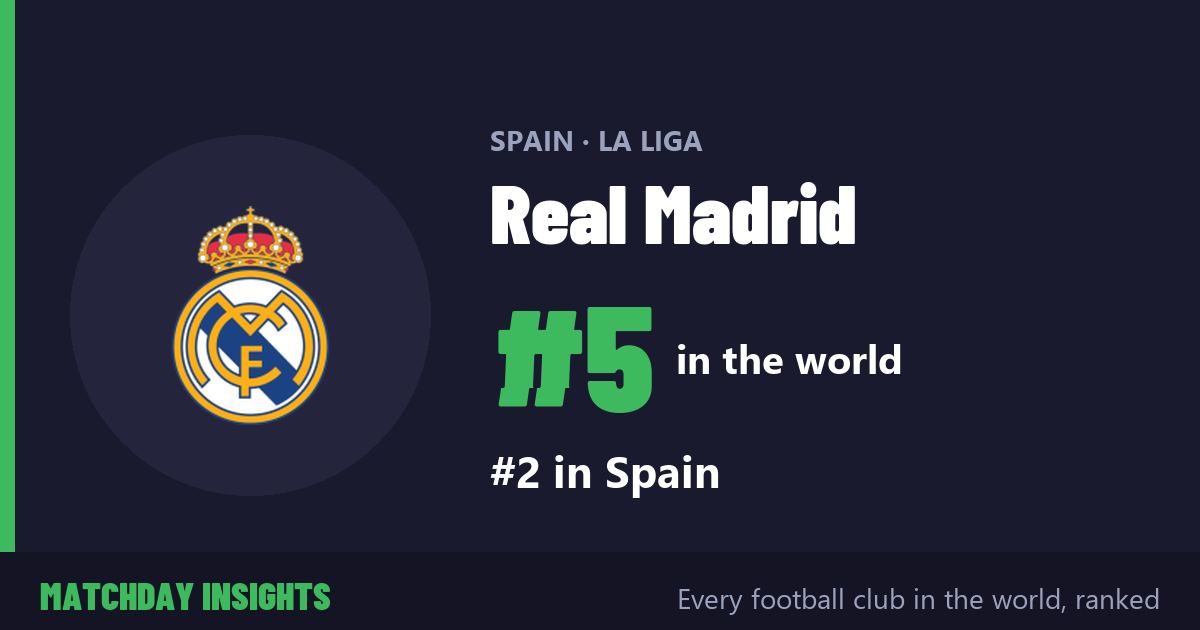 SPAIN · LA LIGA
Real Madrid
#5 in the world
#2 in Spain
MATCHDAY INSIGHTS
Every football club in the world, ranked